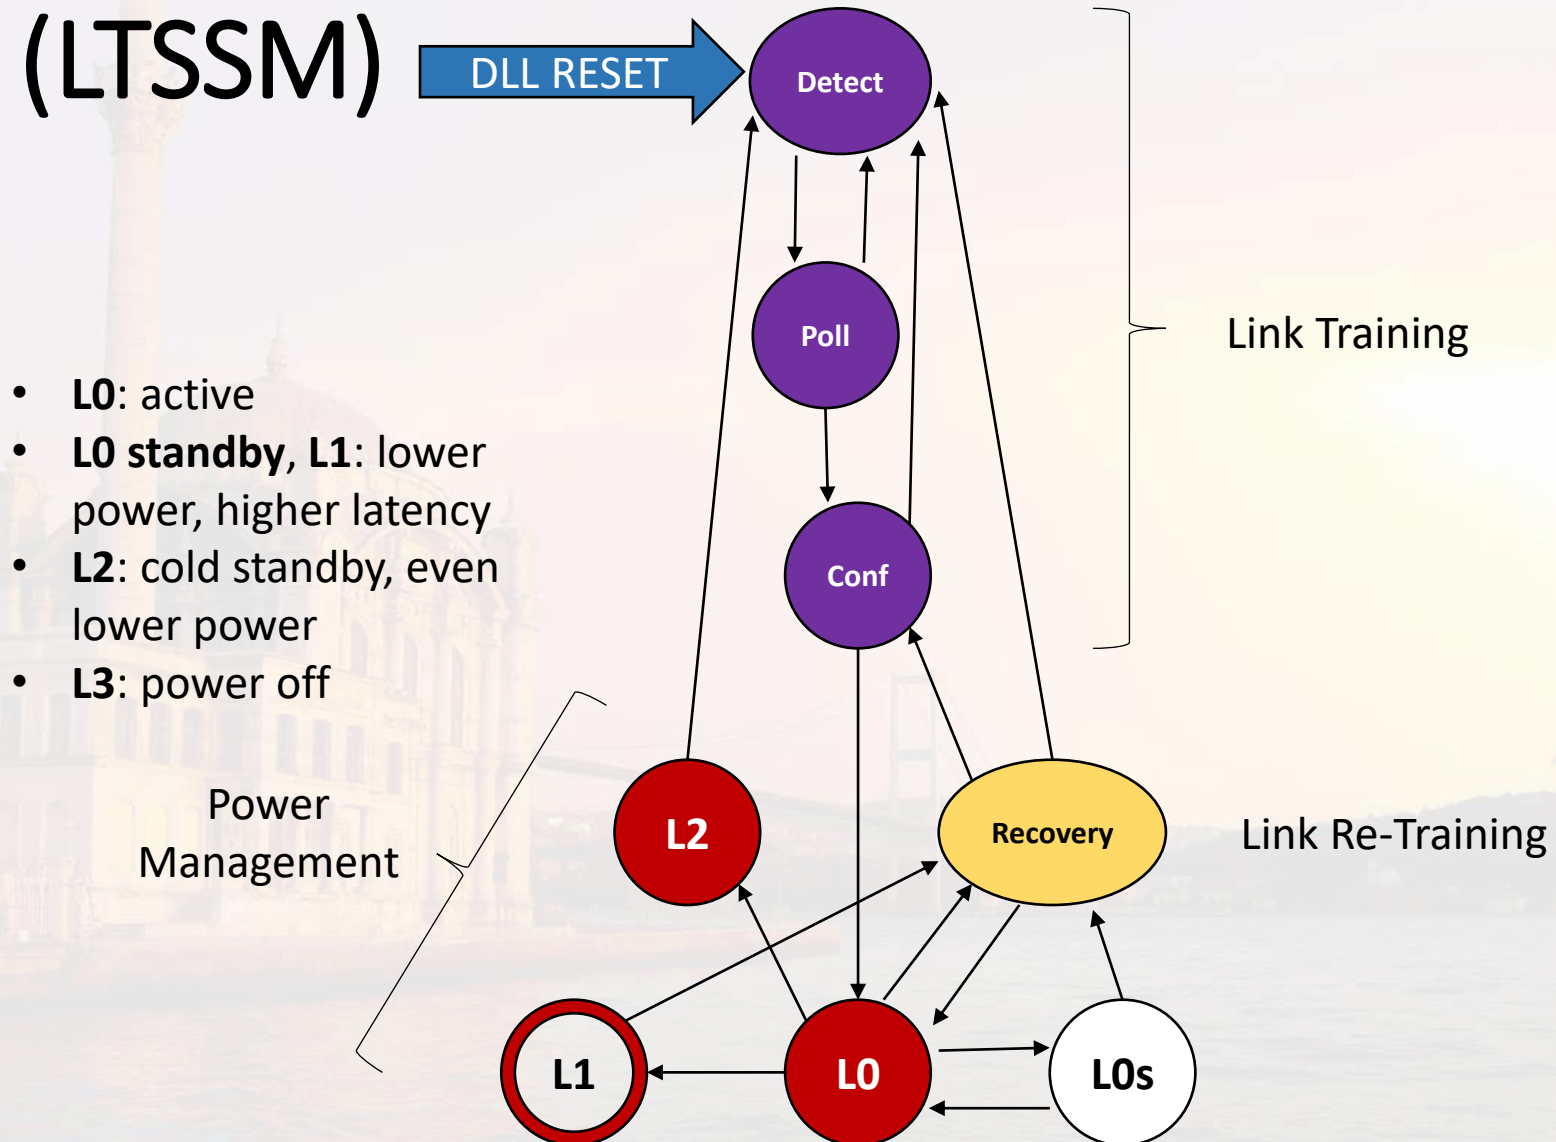 (LTSSM)
DLL RESET
Detect
Poll
Link Training
• L0: active
• L0 standby, L1: lower
power, higher latency
• L2: cold standby, even
lower power
• L3: power off
Conf
Power
Management
L2
Recovery
Link Re-Training
L1
L0
L0s